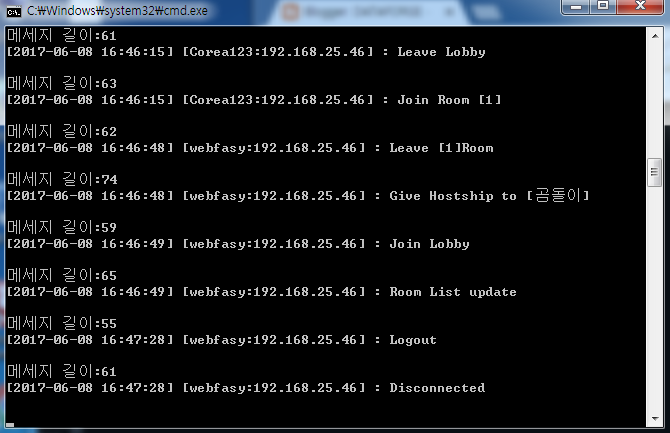 C:\Windows\system32\cmd.exe
메세지 길이:61
[2017-06-08 16:46:15] [Corea123:192.168.25.46] : Leave Lobby
메세지 길이:63
[2017-06-08 16:46:15] [Corea123:192.168.25.46] : Join Room [1]
메세지 길이:62
[2017-06-08 16:46:48] [webfasy:192.168.25.46] : Leave [1]Room
메세지 길이:74
[2017-06-08 16:46:48] [webfasy:192.168.25.46] : Give Hostship to [곰돌이]
메세지 길이:59
[2017-06-08 16:46:49] [webfasy:192.168.25.46] : Join Lobby
메세지 길이:65
[2017-06-08 16:46:49] [webfasy:192.168.25.46] : Room List update
메세지 길이:55
[2017-06-08 16:47:28] [webfasy:192.168.25.46] : Logout
메세지 길이:61
[2017-06-08 16:47:28] [webfasy:192.168.25.46] : Disconnected